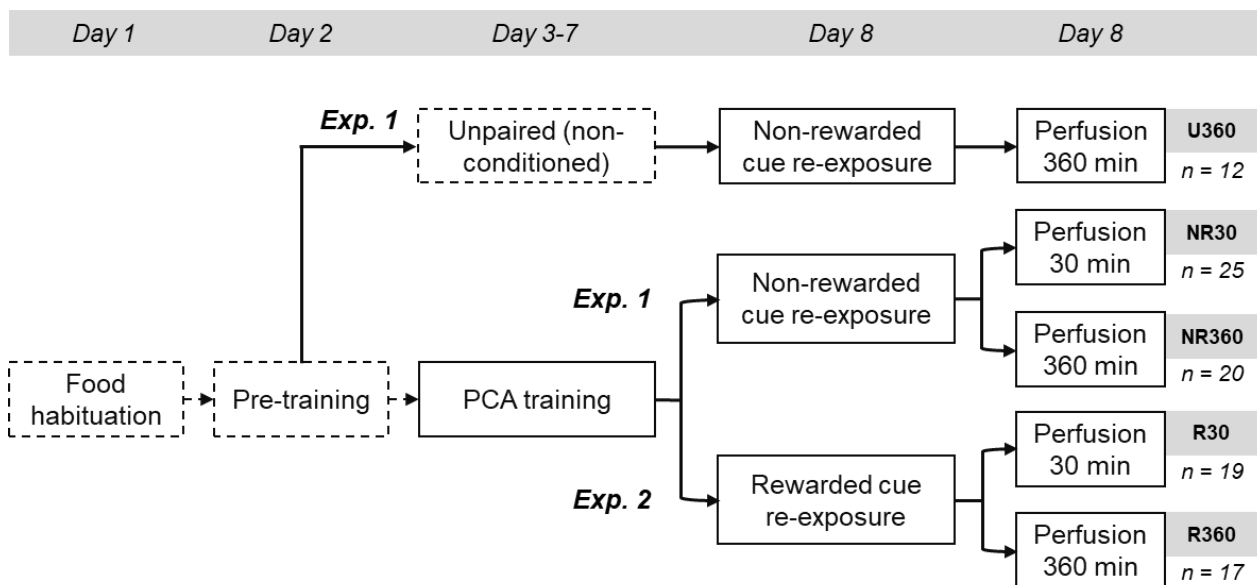 Day 1
Day 2
Day 3-7
Day 8
Day 8
Exp. 1
Unpaired (non-
conditioned)
Non-rewarded
cue re-exposure
Perfusion
360 min
U360
n = 12
Exp. 1
Non-rewarded
cue re-exposure
Perfusion
30 min
NR30
n = 25
Perfusion
360 min
NR360
n = 20
Food
habituation
Pre-training
PCA training
Exp. 2
Rewarded cue
re-exposure
Perfusion
30 min
R30
n = 19
Perfusion
360 min
R360
n = 17